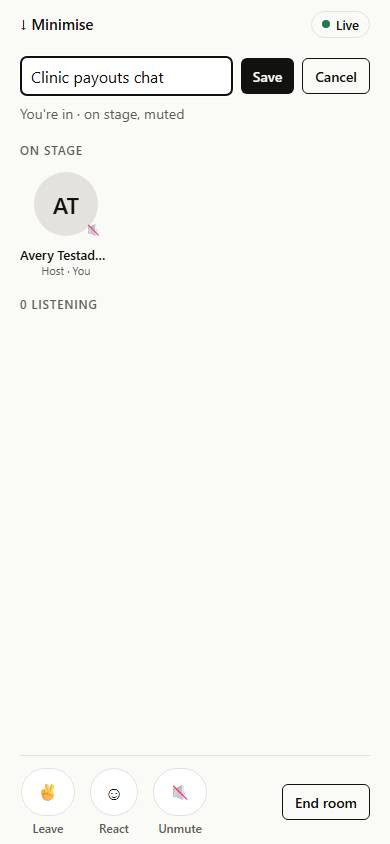 ↓ Minimise
Live
Clinic payouts chat
Save
Cancel
You're in · on stage, muted
ON STAGE
AT
Avery Testad...
Host · You
0 LISTENING
Leave
React
Unmute
End room